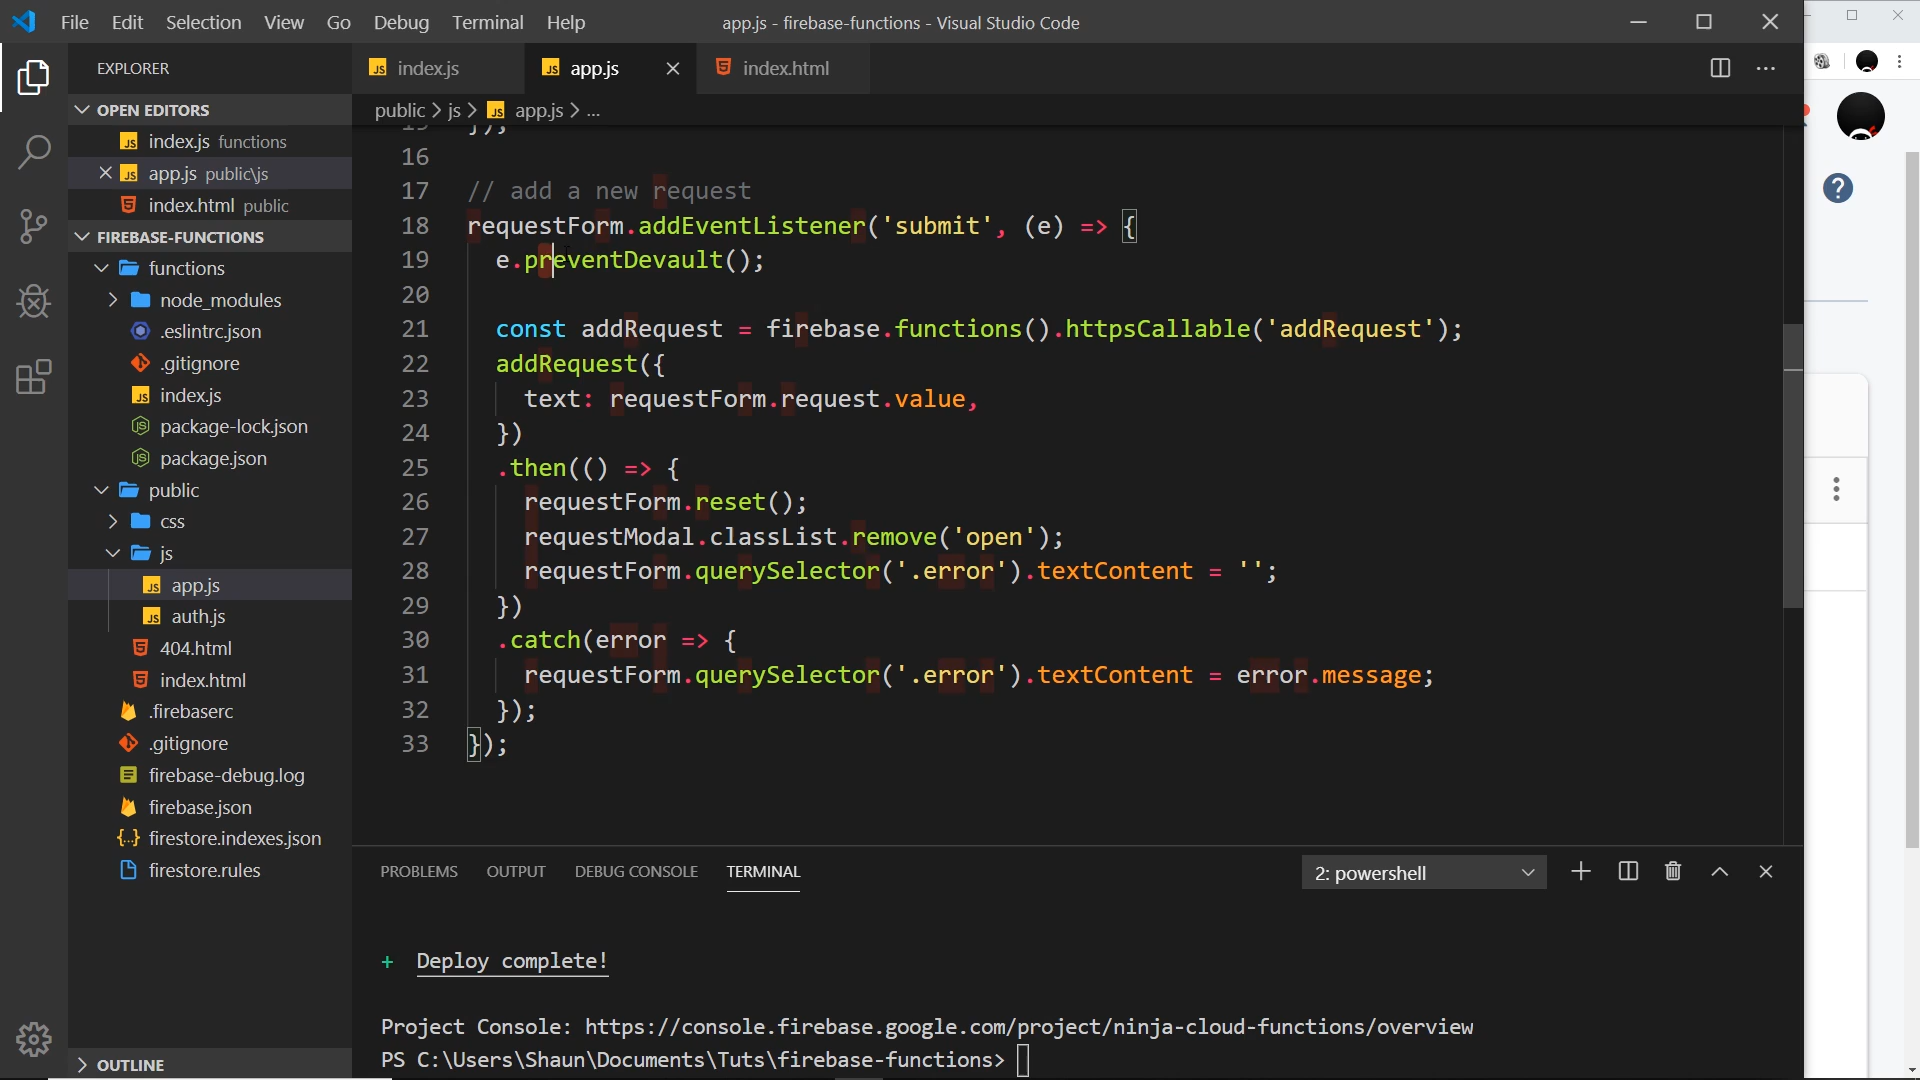 File Edit Selection View Go Debug Terminal Help
app.js - firebase-functions - Visual Studio Code
EXPLORER
index.js
app.js
index.html
public > js > app.js > ...
OPEN EDITORS
index.js functions
app.js public\js
index.html public
FIREBASE-FUNCTIONS
functions
node_modules
.eslintrc.json
.gitignore
index.js
package-lock.json
package.json
public
css
js
app.js
auth.js
404.html
index.html
.firebaserc
.gitignore
firebase-debug.log
firebase.json
firestore.indexes.json
firestore.rules
OUTLINE
16
17 // add a new request
18 requestForm.addEventListener('submit', (e) => {
19 e.preventDevault();
20
21 const addRequest = firebase.functions().httpsCallable('addRequest');
22 addRequest({
23 text: requestForm.request.value,
24 })
25 .then(() => {
26 requestForm.reset();
27 requestModal.classList.remove('open');
28 requestForm.querySelector('.error').textContent = '';
29 })
30 .catch(error => {
31 requestForm.querySelector('.error').textContent = error.message;
32 });
33 });
PROBLEMS OUTPUT DEBUG CONSOLE TERMINAL
2: powershell
+ Deploy complete!
Project Console: https://console.firebase.google.com/project/ninja-cloud-functions/overview
PS C:\Users\Shaun\Documents\Tuts\firebase-functions>